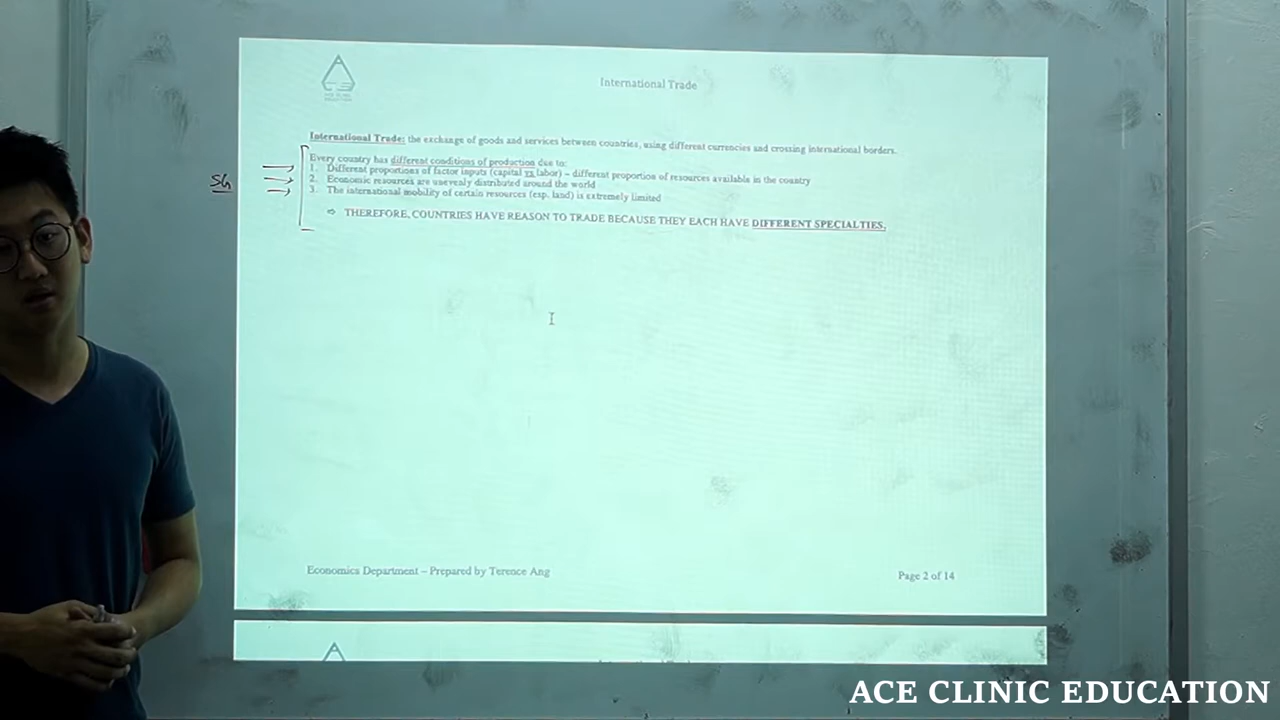 International Trade
ACE CLINIC
EDUCATION
International Trade: the exchange of goods and services between countries, using different currencies and crossing international borders.
Every country has different conditions of production due to:
1. Different proportions of factor inputs (capital vs labor) – different proportion of resources available in the country
2. Economic resources are unevenly distributed around the world
3. The international mobility of certain resources (esp. land) is extremely limited
⇨ THEREFORE, COUNTRIES HAVE REASON TO TRADE BECAUSE THEY EACH HAVE DIFFERENT SPECIALTIES.
SG
Economics Department – Prepared by Terence Ang
Page 2 of 14
ACE CLINIC EDUCATION